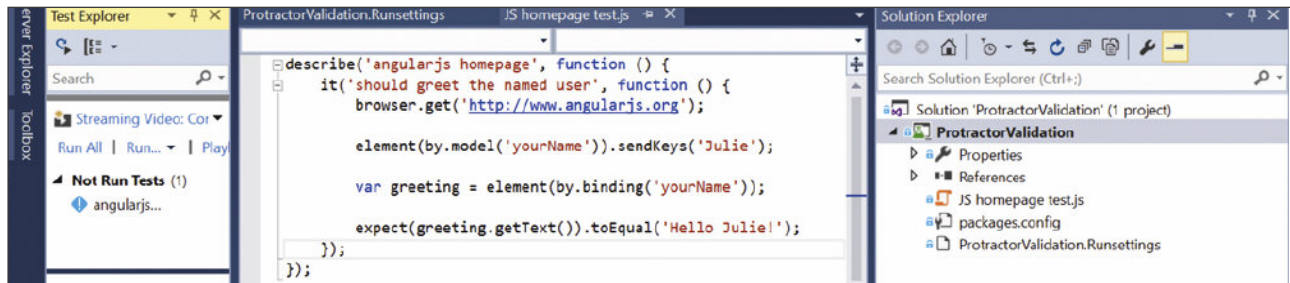 erver Explorer
Toolbox
Test Explorer
Search
Streaming Video: Cor
Run All | Run... | Playl
Not Run Tests (1)
angularjs...
ProtractorValidation.Runsettings
JS homepage test.js
describe('angularjs homepage', function () {
it('should greet the named user', function () {
browser.get('http://www.angularjs.org');
element(by.model('yourName')).sendKeys('Julie');
var greeting = element(by.binding('yourName'));
expect(greeting.getText()).toEqual('Hello Julie!');
});
});
Solution Explorer
Search Solution Explorer (Ctrl+;)
Solution 'ProtractorValidation' (1 project)
ProtractorValidation
Properties
References
JS homepage test.js
packages.config
ProtractorValidation.Runsettings